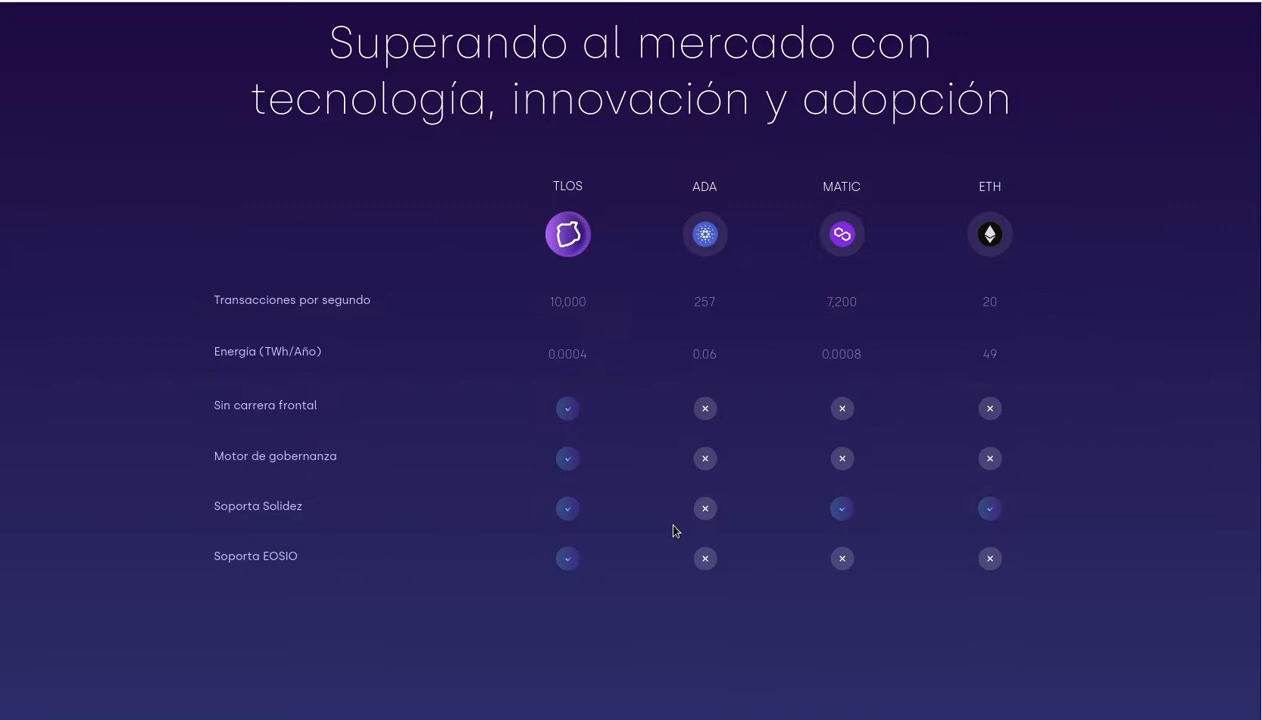 Superando al mercado con
tecnología, innovación y adopción
TLOS ADA MATIC ETH
Transacciones por segundo 10,000 257 7,200 20
Energía (TWh/Año) 0.0004 0.06 0.0008 49
Sin carrera frontal
Motor de gobernanza
Soporta Solidez
Soporta EOSIO